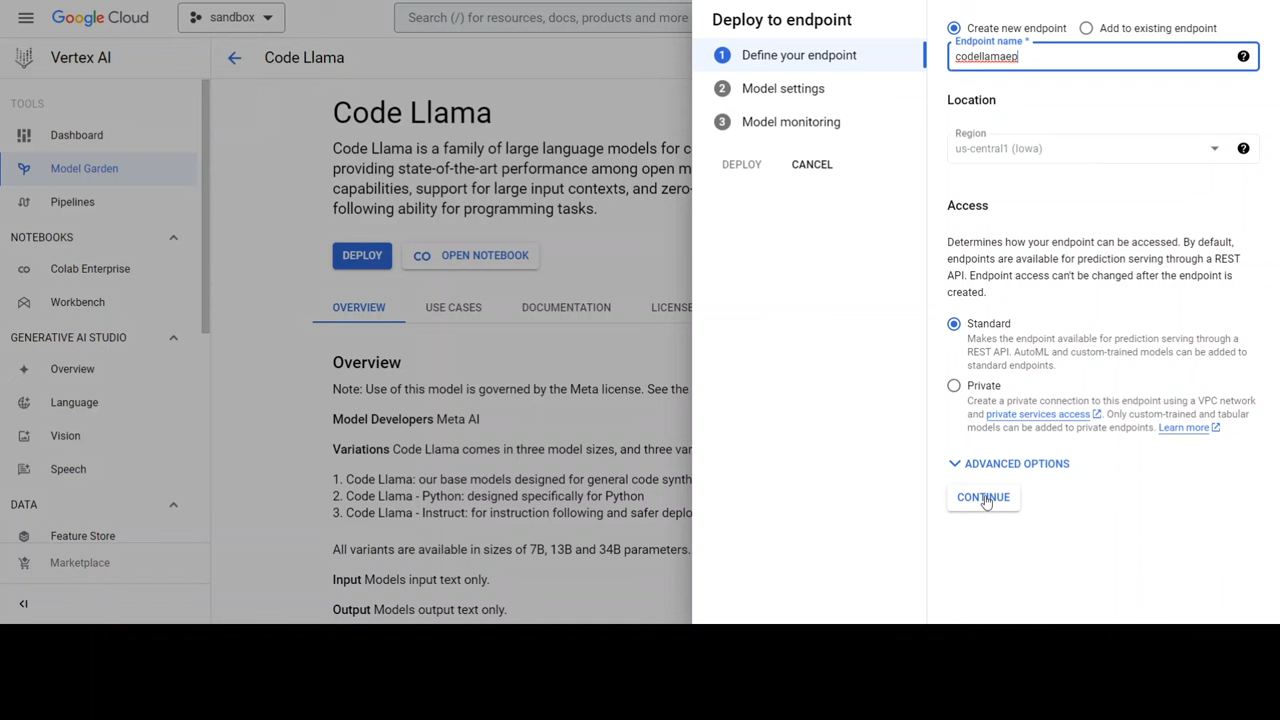 Google Cloud
sandbox
Search (/) for resources, docs, products and more
Vertex AI
TOOLS
Dashboard
Model Garden
Pipelines
NOTEBOOKS
Colab Enterprise
Workbench
GENERATIVE AI STUDIO
Overview
Language
Vision
Speech
DATA
Feature Store
Marketplace
Code Llama
Code Llama
Code Llama is a family of large language models for c
providing state-of-the-art performance among open m
capabilities, support for large input contexts, and zero-
following ability for programming tasks.
DEPLOY
OPEN NOTEBOOK
OVERVIEW
USE CASES
DOCUMENTATION
LICENSE
Overview
Note: Use of this model is governed by the Meta license. See the
Model Developers Meta AI
Variations Code Llama comes in three model sizes, and three var
1. Code Llama: our base models designed for general code synth
2. Code Llama - Python: designed specifically for Python
3. Code Llama - Instruct: for instruction following and safer deplo
All variants are available in sizes of 7B, 13B and 34B parameters.
Input Models input text only.
Output Models output text only.
Deploy to endpoint
1 Define your endpoint
2 Model settings
3 Model monitoring
DEPLOY
CANCEL
Create new endpoint
Add to existing endpoint
Endpoint name *
codellamaep
Location
Region
us-central1 (Iowa)
Access
Determines how your endpoint can be accessed. By default,
endpoints are available for prediction serving through a REST
API. Endpoint access can't be changed after the endpoint is
created.
Standard
Makes the endpoint available for prediction serving through a
REST API. AutoML and custom-trained models can be added to
standard endpoints.
Private
Create a private connection to this endpoint using a VPC network
and private services access. Only custom-trained and tabular
models can be added to private endpoints. Learn more
ADVANCED OPTIONS
CONTINUE